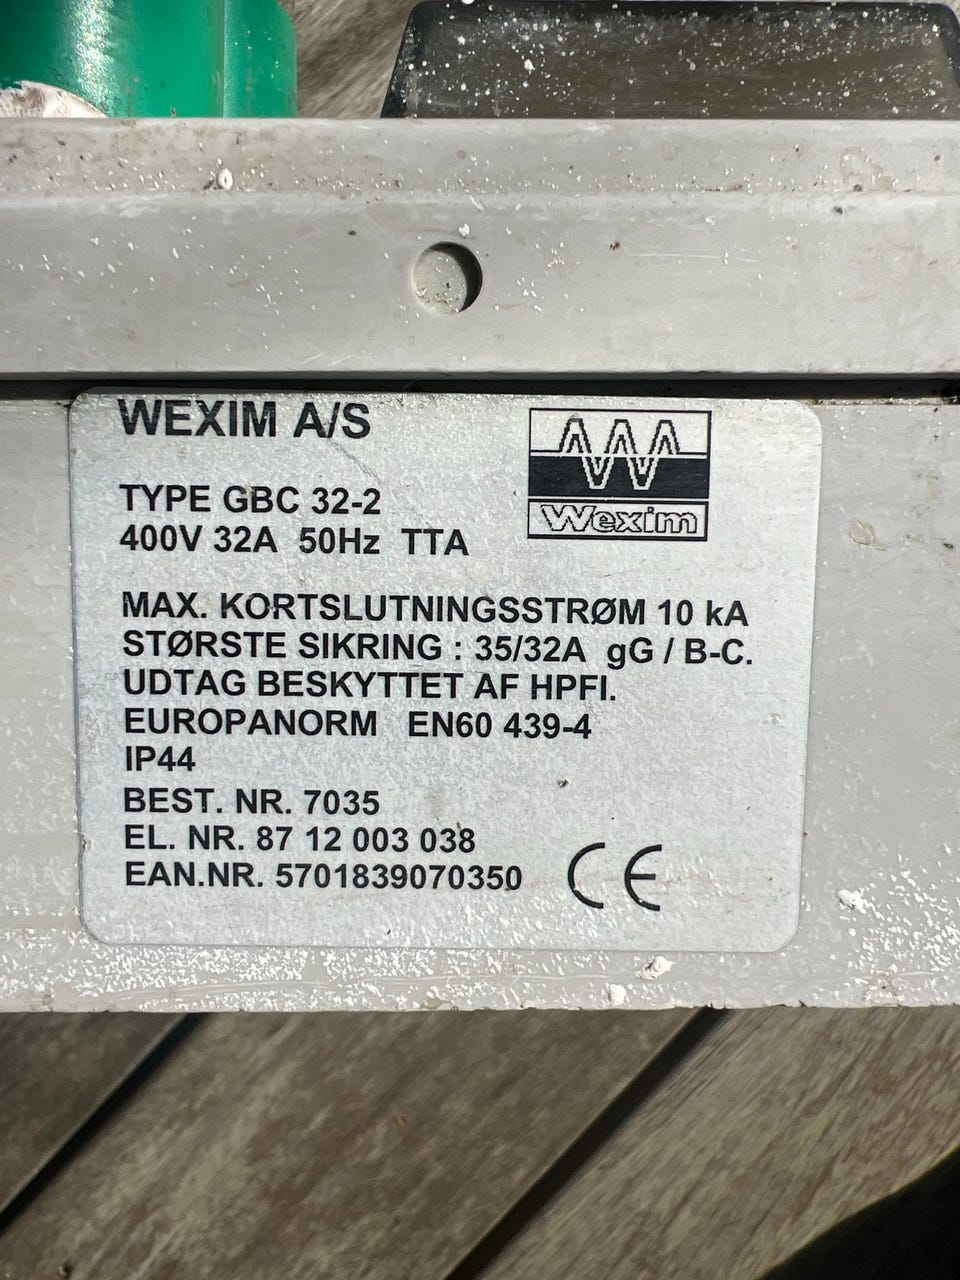 WEXIM A/S
Wexim
TYPE GBC 32-2
400V 32A 50Hz TTA
MAX. KORTSLUTNINGSSTRØM 10 kA
STØRSTE SIKRING : 35/32A gG / B-C.
UDTAG BESKYTTET AF HPFI.
EUROPANORM EN60 439-4
IP44
BEST. NR. 7035
EL. NR. 87 12 003 038
EAN.NR. 5701839070350
CE